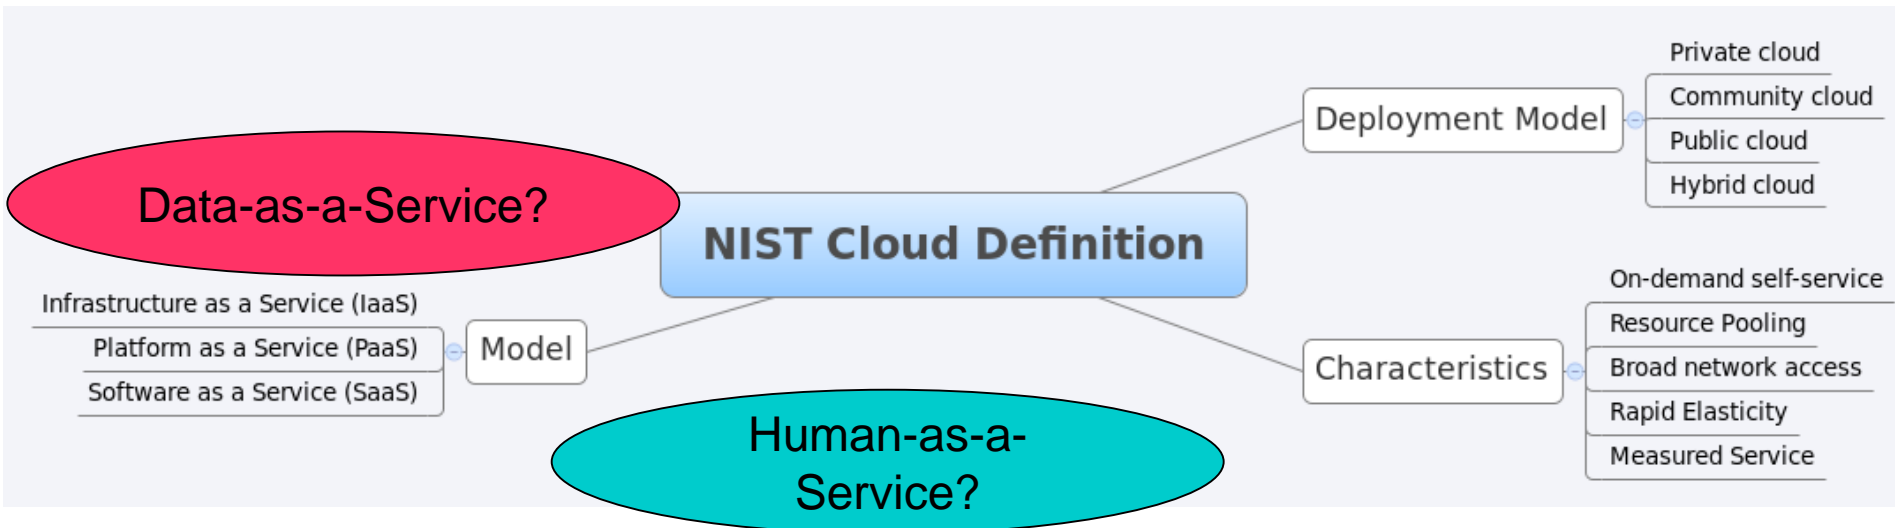 Private cloud
Community cloud
Deployment Model
Public cloud
Hybrid cloud
Data-as-a-Service?
NIST Cloud Definition
Infrastructure as a Service (IaaS)
Platform as a Service (PaaS)
Software as a Service (SaaS)
Model
On-demand self-service
Resource Pooling
Characteristics
Broad network access
Rapid Elasticity
Measured Service
Human-as-a-
Service?